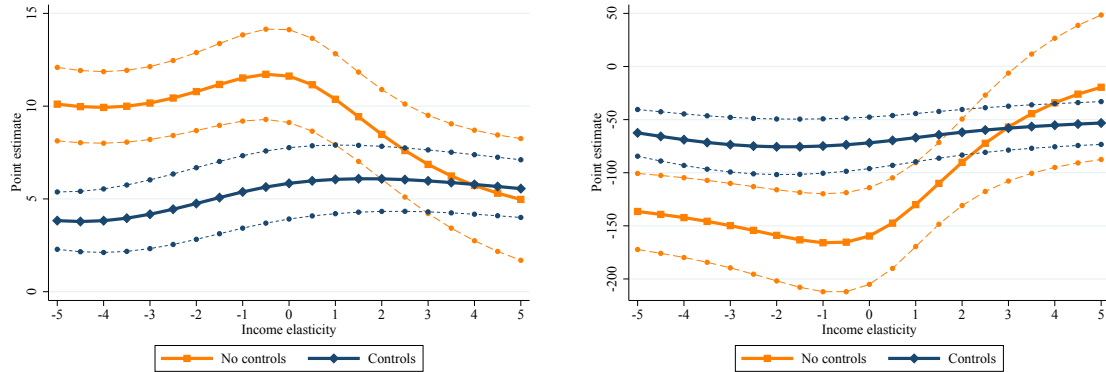 15
10
5
0
Point estimate
-5 -4 -3 -2 -1 0 1 2 3 4 5
Income elasticity
No controls Controls
50
0
-50
-100
-150
-200
Point estimate
-5 -4 -3 -2 -1 0 1 2 3 4 5
Income elasticity
No controls Controls